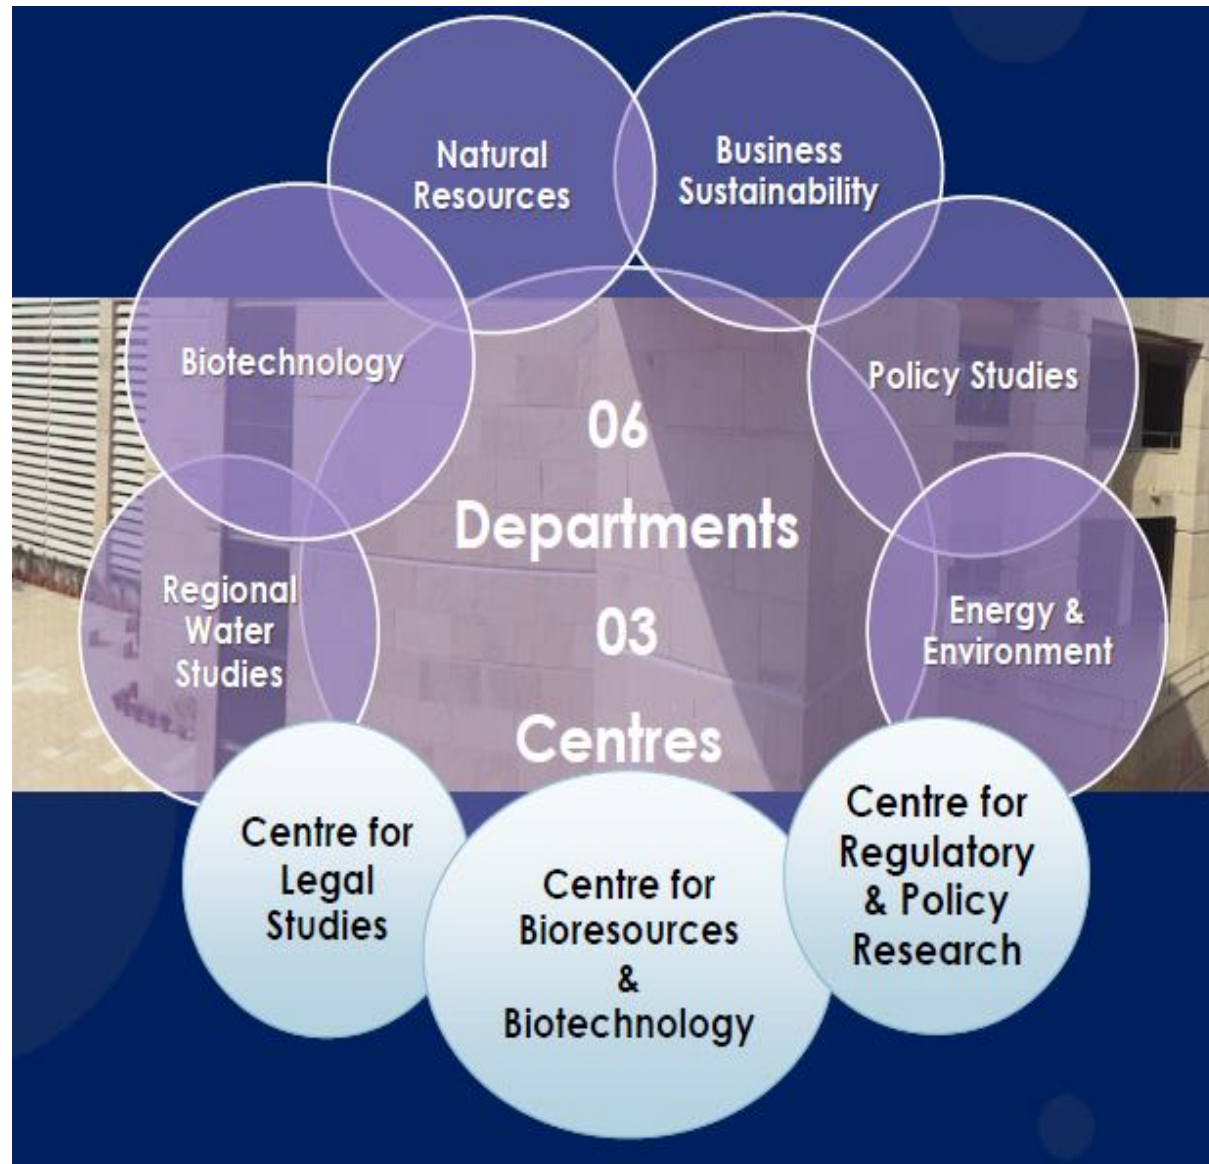 Natural
Resources
Business
Sustainability
Biotechnology
Policy Studies
06
Departments
03
Centres
Regional
Water
Studies
Energy &
Environment
Centre for
Legal
Studies
Centre for
Bioresources
&
Biotechnology
Centre for
Regulatory
& Policy
Research